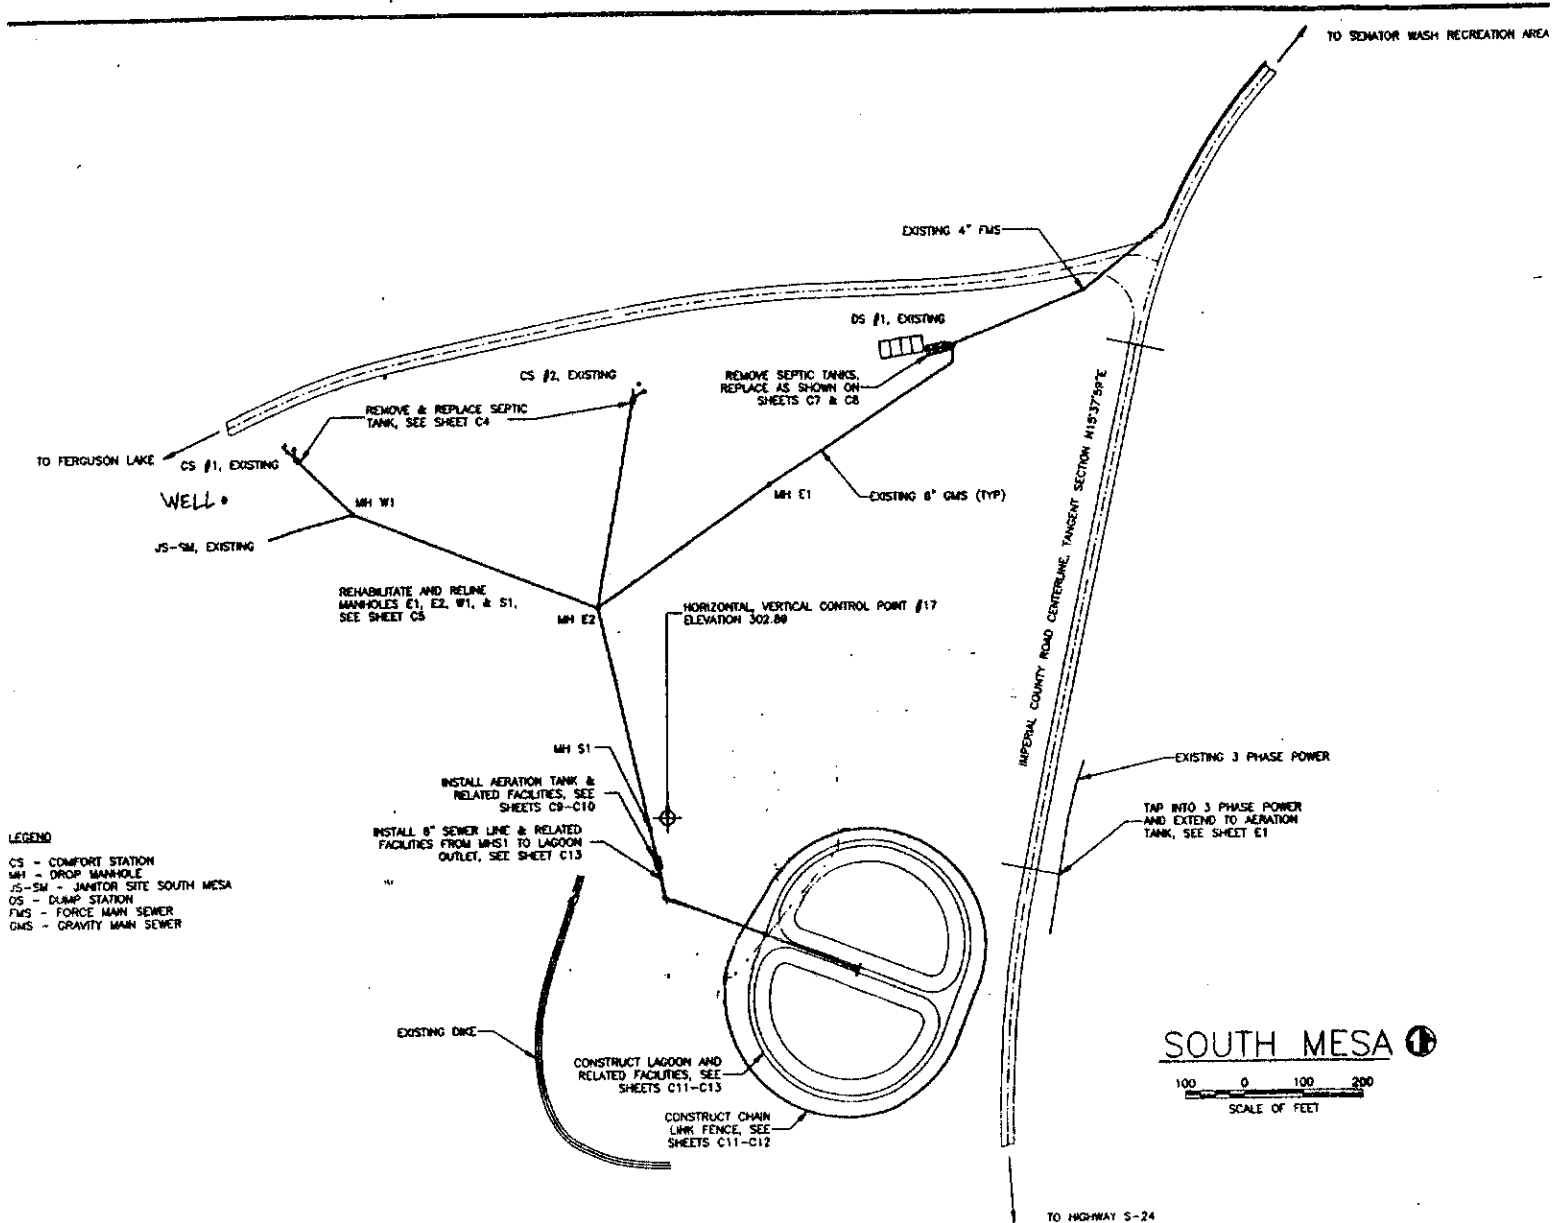 TO SENATOR WASH RECREATION AREA
EXISTING 4" FMS
DS #1, EXISTING
CS #2, EXISTING
REMOVE SEPTIC TANKS,
REPLACE AS SHOWN ON
SHEETS C7 & C8
REMOVE & REPLACE SEPTIC
TANK, SEE SHEET C4
TO FERGUSON LAKE
CS #1, EXISTING
WELL
MH W1
MH E1
EXISTING 8" GMS (TYP)
JS-SM, EXISTING
IMPERIAL COUNTY ROAD CENTERLINE, TANGENT SECTION N15°37'59"E
REHABILITATE AND RELINE
MANHOLES E1, E2, W1, & S1,
SEE SHEET C5
MH E2
HORIZONTAL, VERTICAL CONTROL POINT #17
ELEVATION 302.89
MH S1
EXISTING 3 PHASE POWER
INSTALL AERATION TANK &
RELATED FACILITIES, SEE
SHEETS C9-C10
TAP INTO 3 PHASE POWER
AND EXTEND TO AERATION
TANK, SEE SHEET E1
INSTALL 8" SEWER LINE & RELATED
FACILITIES FROM MHS1 TO LAGOON
OUTLET, SEE SHEET C13
LEGEND
CS - COMFORT STATION
MH - DROP MANHOLE
JS-SM - JANITOR SITE SOUTH MESA
DS - DUMP STATION
FMS - FORCE MAIN SEWER
GMS - GRAVITY MAIN SEWER
EXISTING DIKE
CONSTRUCT LAGOON AND
RELATED FACILITIES, SEE
SHEETS C11-C13
CONSTRUCT CHAIN
LINK FENCE, SEE
SHEETS C11-C12
SOUTH MESA
100 0 100 200
SCALE OF FEET
TO HIGHWAY S-24